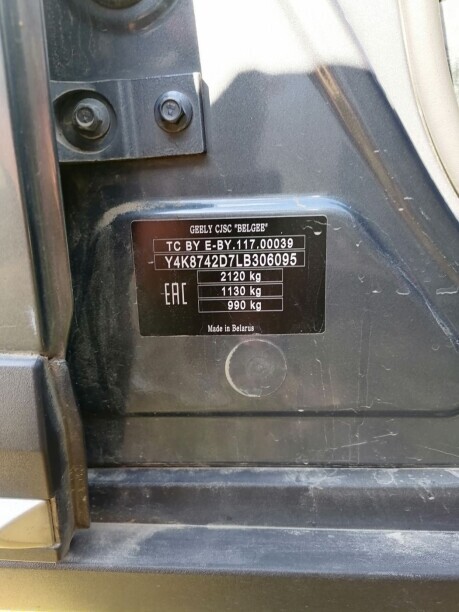 GEELY CJSC "BELGEE"
TC BY E-BY.117.00039
Y4K8742D7LB306095
2120 kg
EAC
1130 kg
990 kg
Made in Belarus